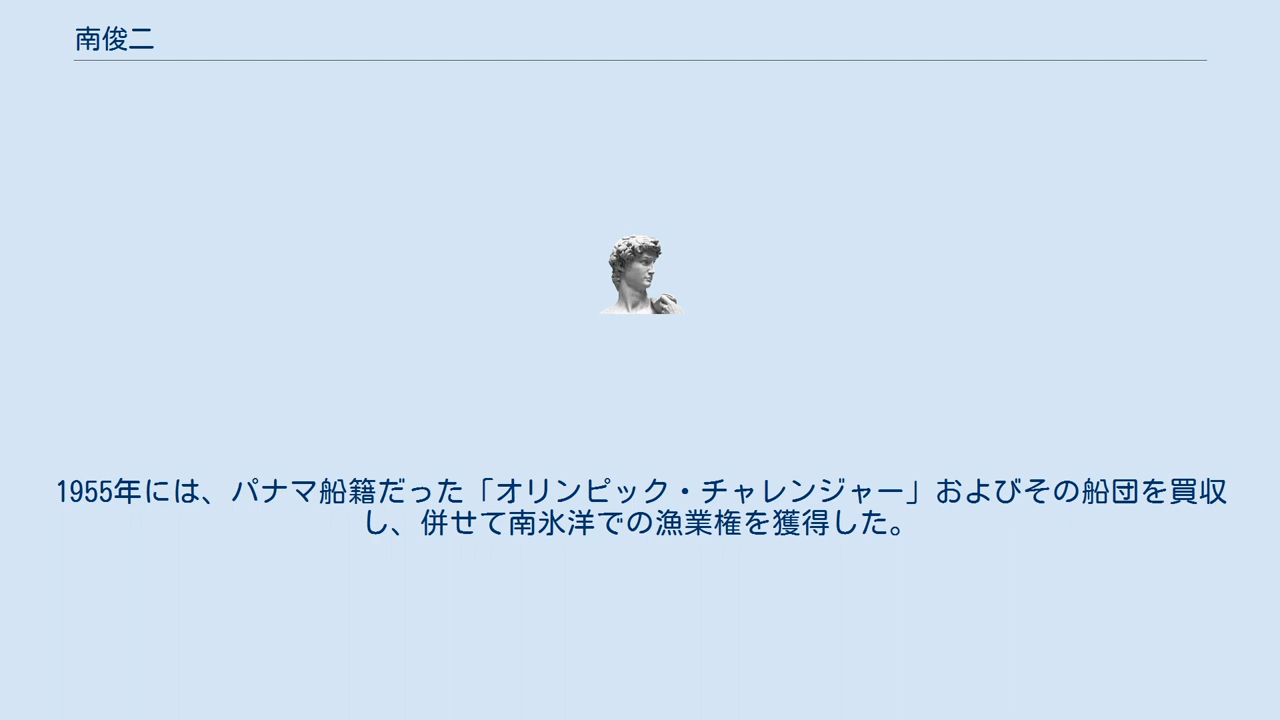 南俊二
1955年には、パナマ船籍だった「オリンピック・チャレンジャー」およびその船団を買収
し、併せて南氷洋での漁業権を獲得した。